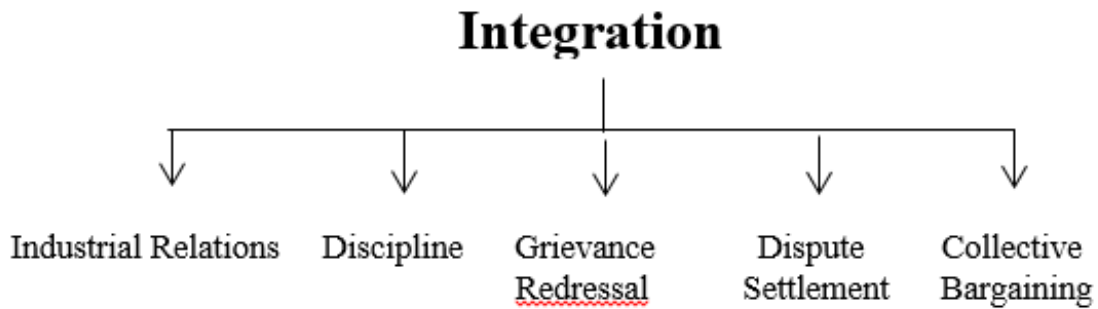 Integration
Industrial Relations
Discipline
Grievance
Redressal
Dispute
Settlement
Collective
Bargaining